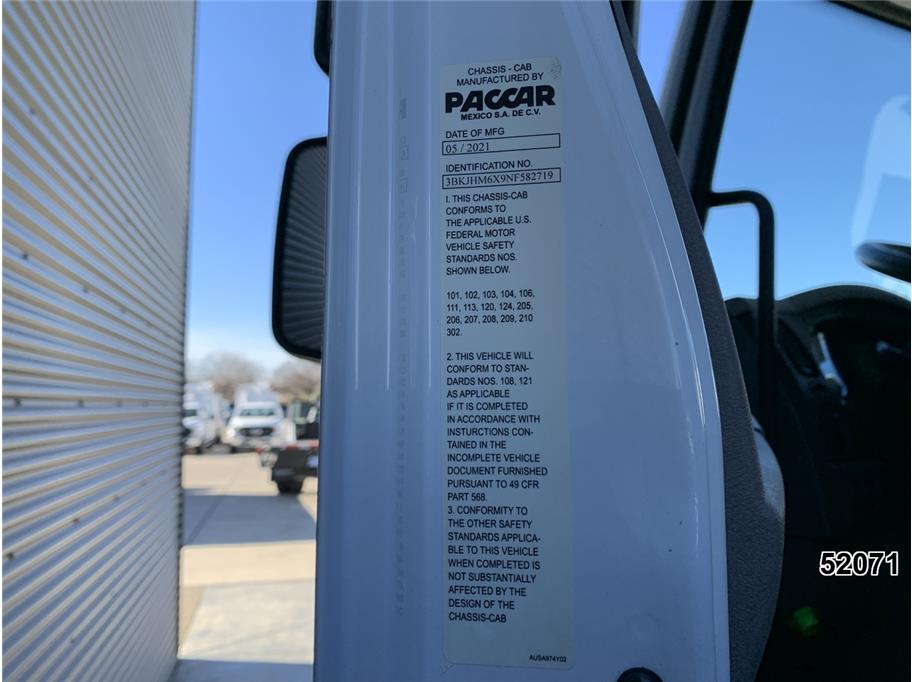 CHASSIS - CAB
MANUFACTURED BY
PACCAR
MEXICO S.A. DE C.V.
DATE OF MFG
05 / 2021
IDENTIFICATION NO.
3BKJHM6X9NF582719
I. THIS CHASSIS-CAB
CONFORMS TO
THE APPLICABLE U.S.
FEDERAL MOTOR
VEHICLE SAFETY
STANDARDS NOS.
SHOWN BELOW.
101, 102, 103, 104, 106,
111, 113, 120, 124, 205,
206, 207, 208, 209, 210
302.
2. THIS VEHICLE WILL
CONFORM TO STAN-
DARDS NOS. 108, 121
AS APPLICABLE
IF IT IS COMPLETED
IN ACCORDANCE WITH
INSTURCTIONS CON-
TAINED IN THE
INCOMPLETE VEHICLE
DOCUMENT FURNISHED
PURSUANT TO 49 CFR
PART 568.
3. CONFORMITY TO
THE OTHER SAFETY
STANDARDS APPLICA-
BLE TO THIS VEHICLE
WHEN COMPLETED IS
NOT SUBSTANTIALLY
AFFECTED BY THE
DESIGN OF THE
CHASSIS-CAB
AUSA974Y02
52071